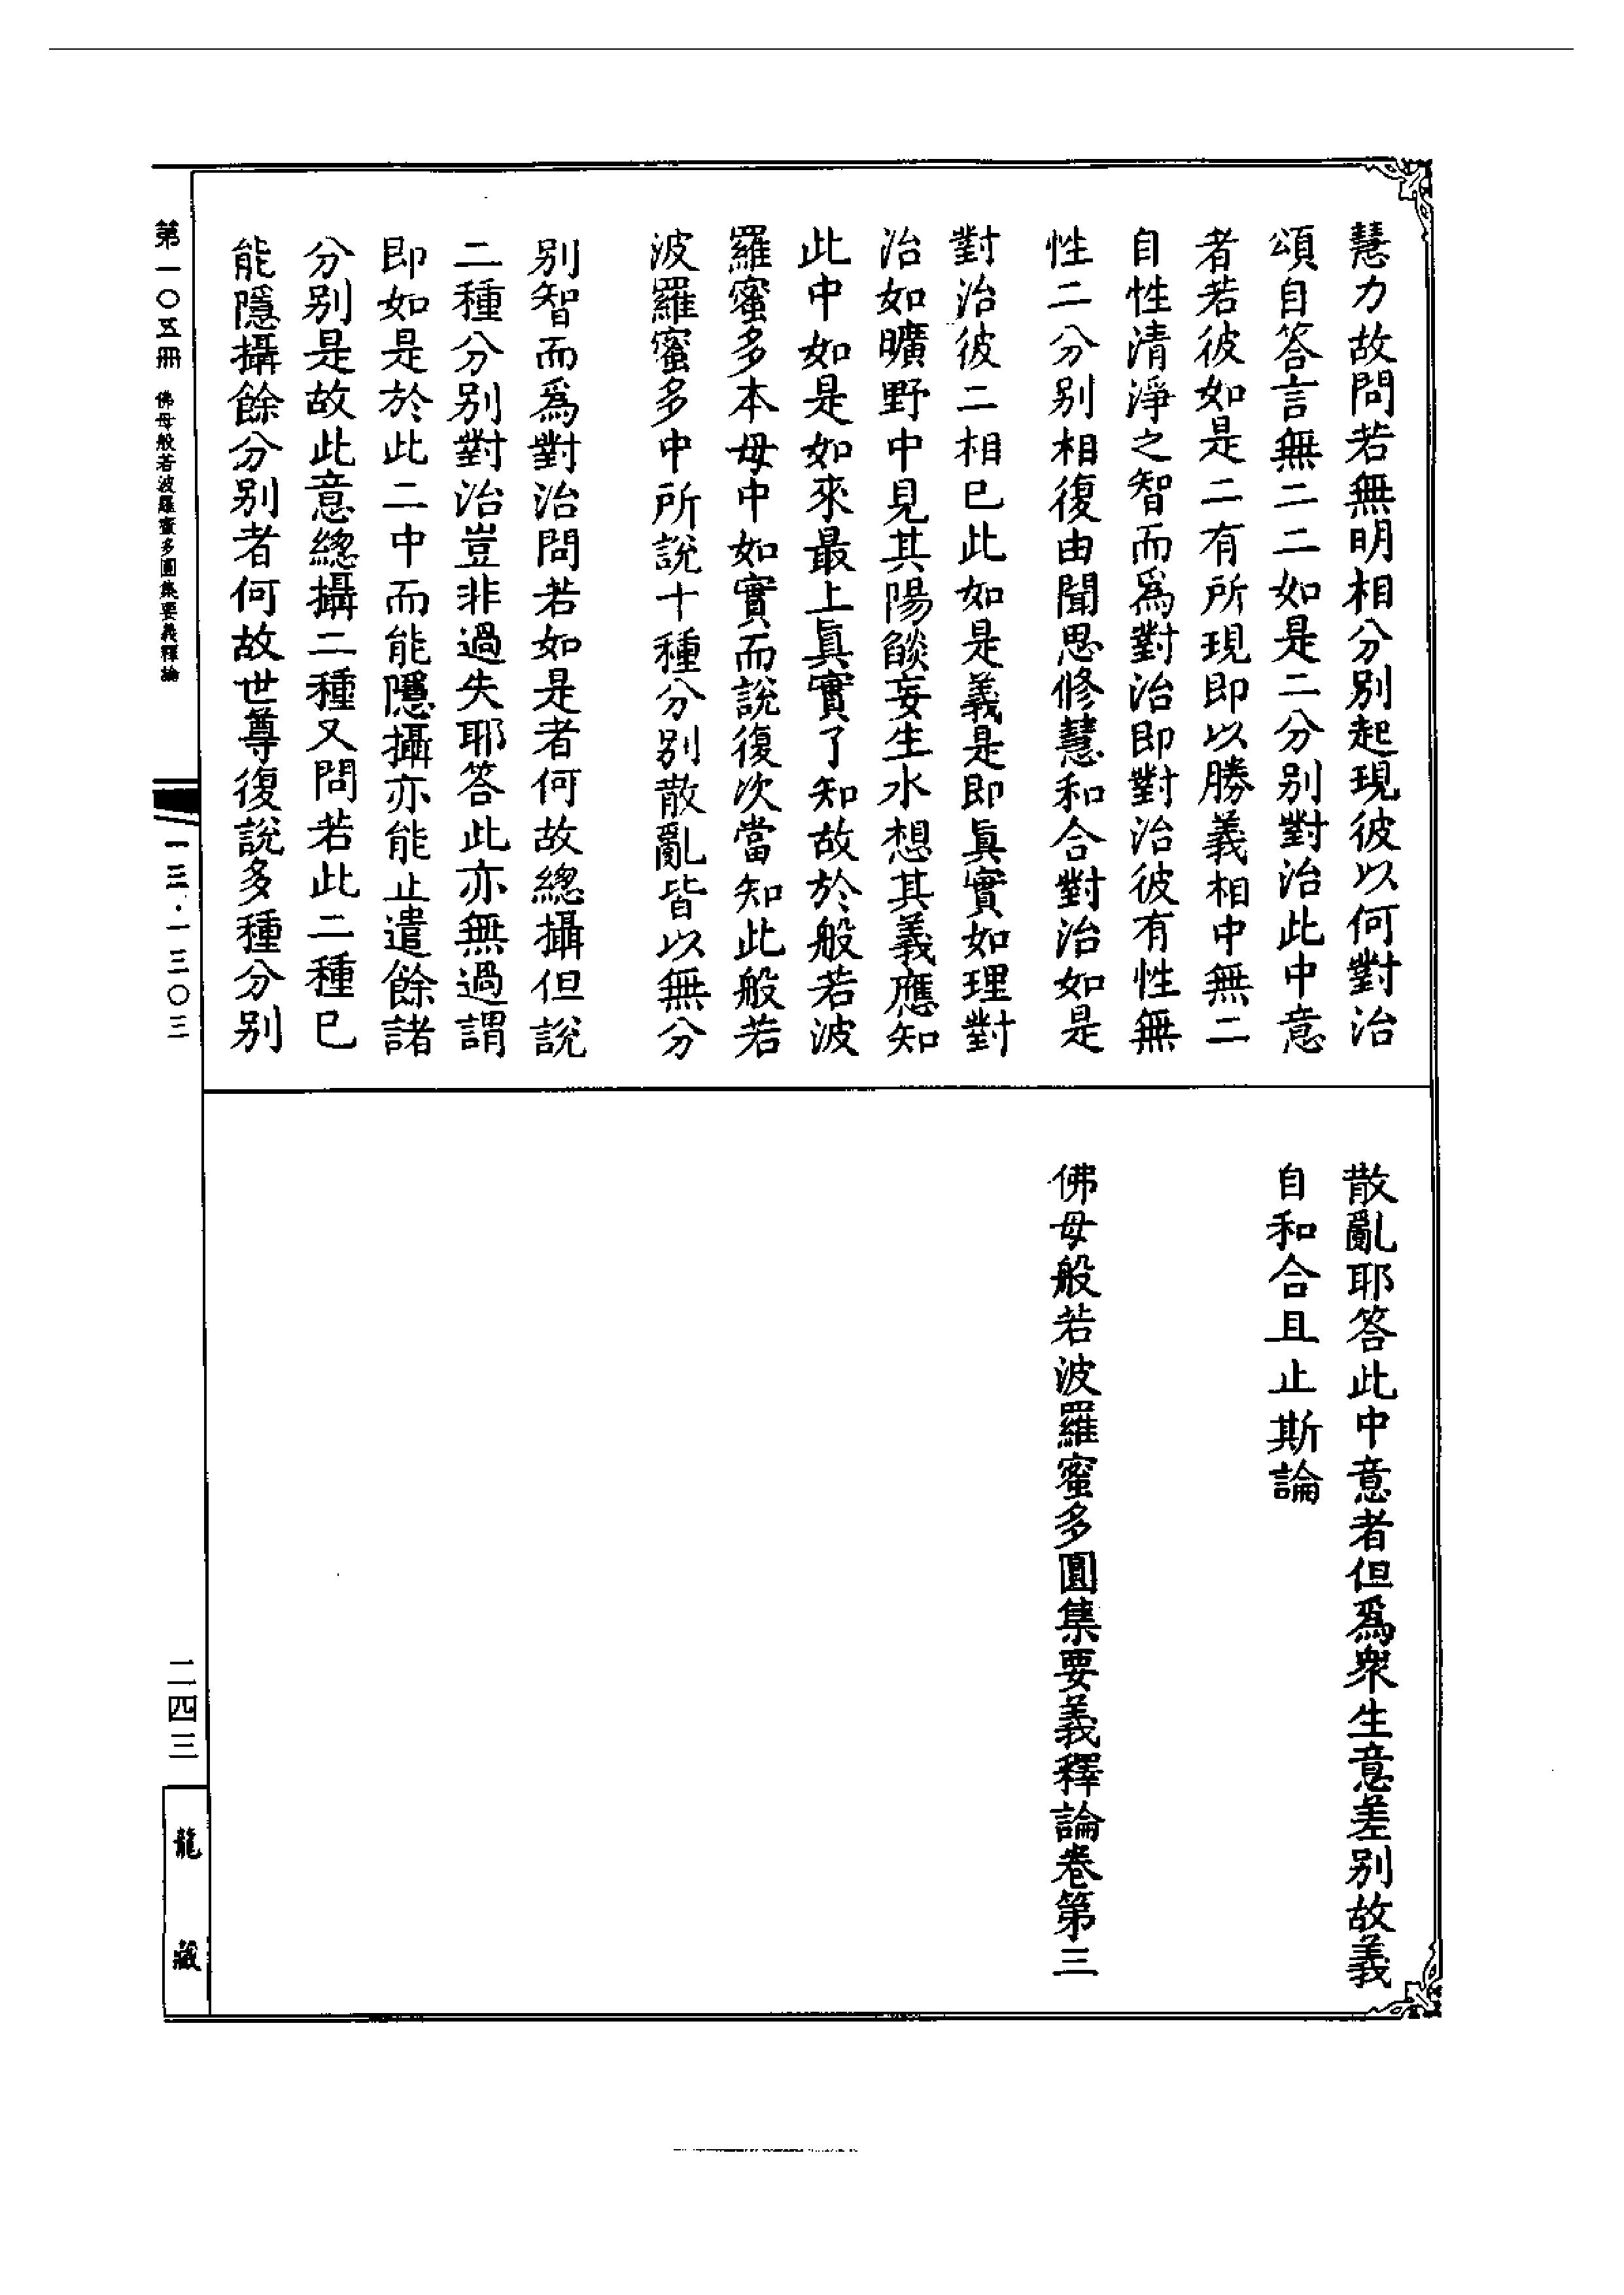 慧力故問若無明相分別起現彼以何對治
頌自答言無二二如是二分別對治此中意
者若彼如是二有所現即以勝義相中無二
自性清淨之智而爲對治即對治彼有性無
性二分別相復由聞思修慧和合對治如是
對治彼二相已此如是義是即眞實如理對
治如曠野中見其陽燄妄生水想其義應知
此中如是如來最上眞實了知故於般若波
羅蜜多本母中如實而說復次當知此般若
波羅蜜多中所說十種分別散亂皆以無分
別智而爲對治問若如是者何故總攝但說
二種分別對治豈非過失耶答此亦無過謂
即如是於此二中而能隱攝亦能止遣餘諸
分別是故此意總攝二種又問若此二種已
能隱攝餘分別者何故世尊復說多種分別
散亂耶答此中意者但爲衆生意差別故義
自和合且止斯論
佛母般若波羅蜜多圓集要義釋論卷第三
第一〇五冊 佛母般若波羅蜜多圓集要義釋論
一三·一三〇三
二四三
龍藏